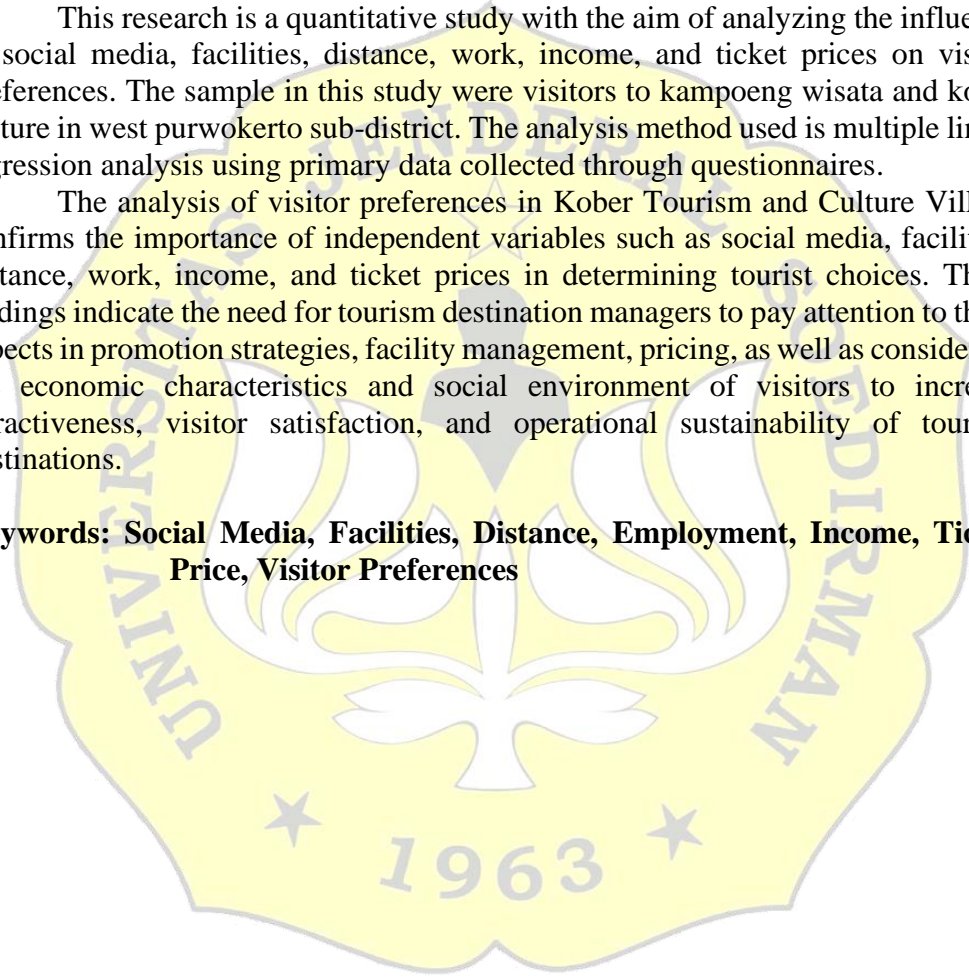 This research is a quantitative study with the aim of analyzing the influe
social media, facilities, distance, work, income, and ticket prices on vis
eferences. The sample in this study were visitors to kampoeng wisata and ko
ture in west purwokerto sub-district. The analysis method used is multiple lin
gression analysis using primary data collected through questionnaires.
The analysis of visitor preferences in Kober Tourism and Culture Vill
nfirms the importance of independent variables such as social media, facilit
tance, work, income, and ticket prices in determining tourist choices. Th
dings indicate the need for tourism destination managers to pay attention to th
pects in promotion strategies, facility management, pricing, as well as consider
economic characteristics and social environment of visitors to incre
ractiveness, visitor satisfaction, and operational sustainability of tour
stinations.
ywords: Social Media, Facilities, Distance, Employment, Income, Tic
Price, Visitor Preferences
UNIVERSITAS JENDERAL SOEDIRMAN
1963